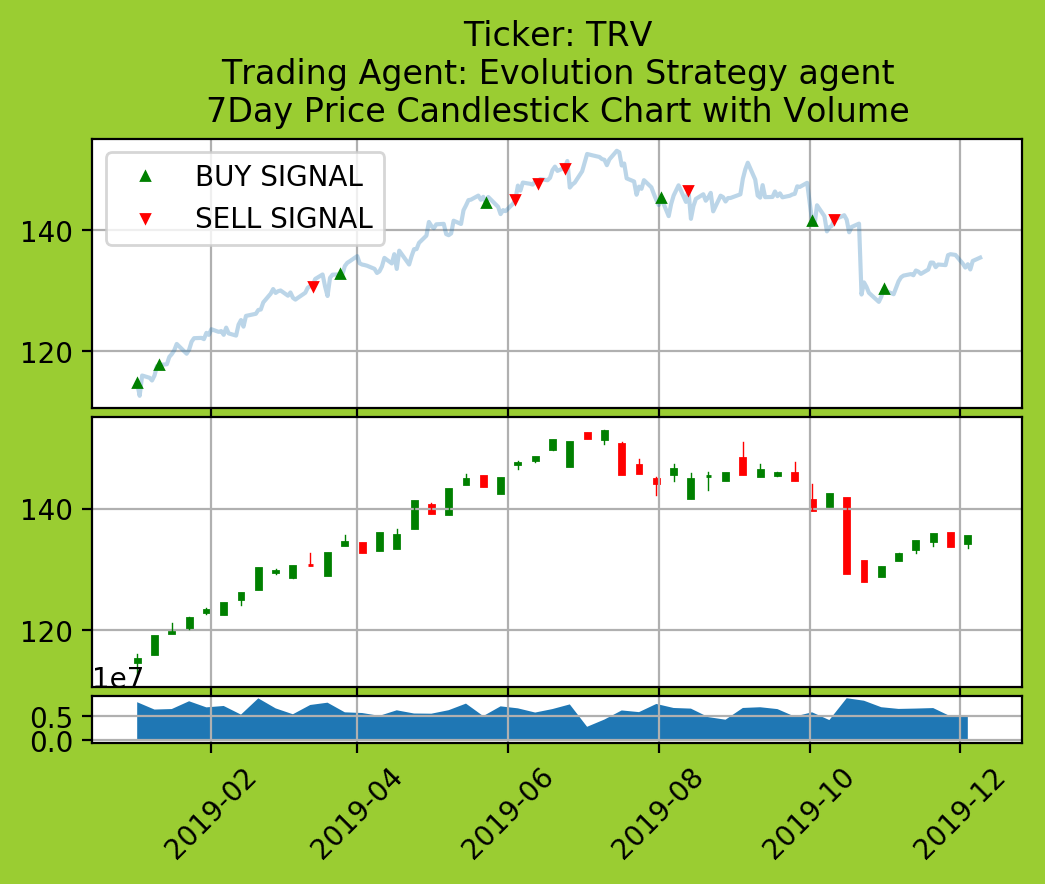 Ticker: TRV
Trading Agent: Evolution Strategy agent
7Day Price Candlestick Chart with Volume
BUY SIGNAL
SELL SIGNAL
140
120
140
120
1e7
0.5
0.0
2019-02
2019-04
2019-06
2019-08
2019-10
2019-12